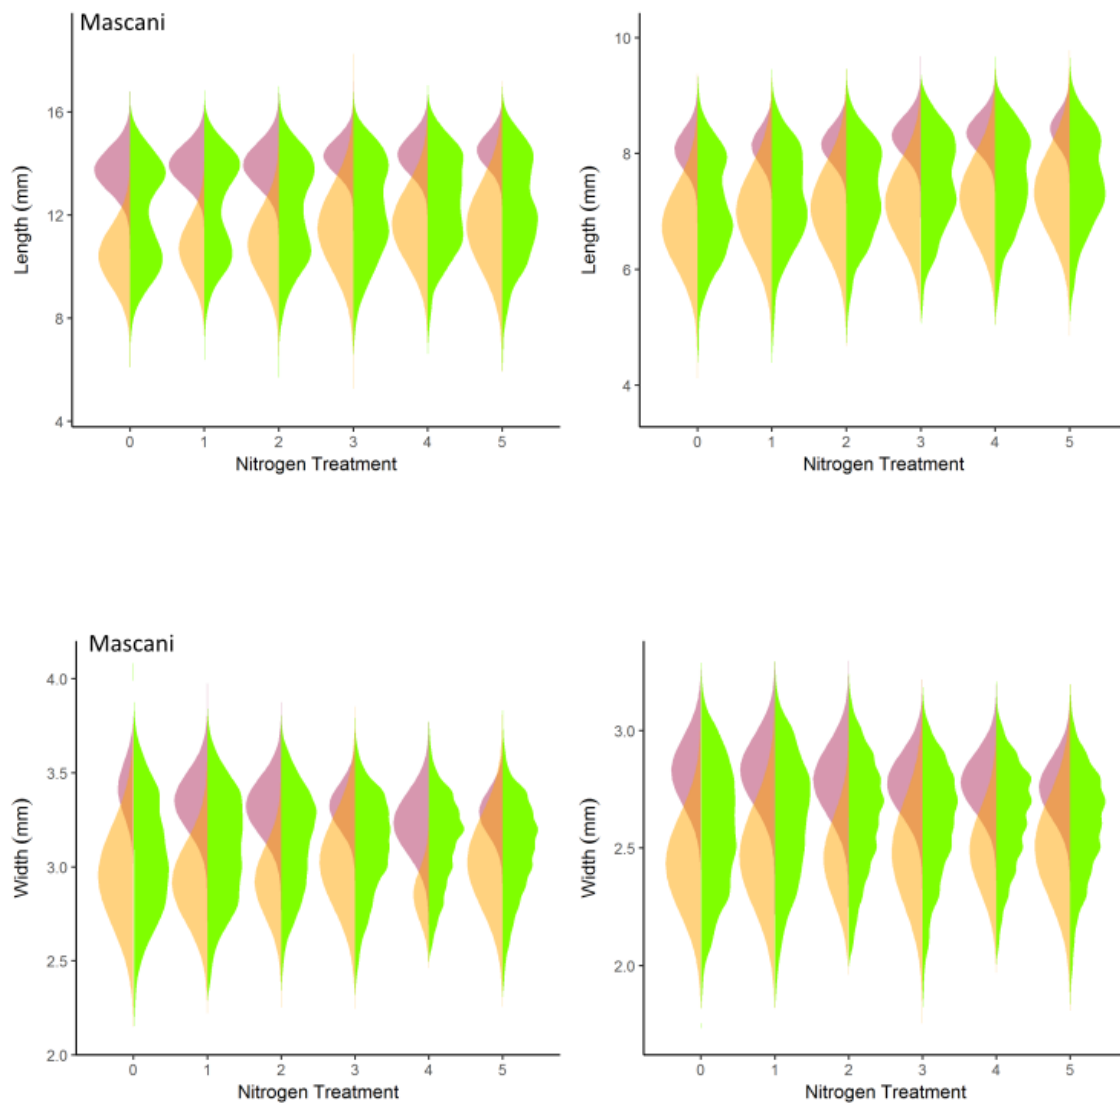 Mascani
Length (mm)
16
12
8
4
0 1 2 3 4 5
Nitrogen Treatment
Length (mm)
10
8
6
4
0 1 2 3 4 5
Nitrogen Treatment
Mascani
Width (mm)
4.0
3.5
3.0
2.5
2.0
0 1 2 3 4 5
Nitrogen Treatment
Width (mm)
3.0
2.5
2.0
0 1 2 3 4 5
Nitrogen Treatment